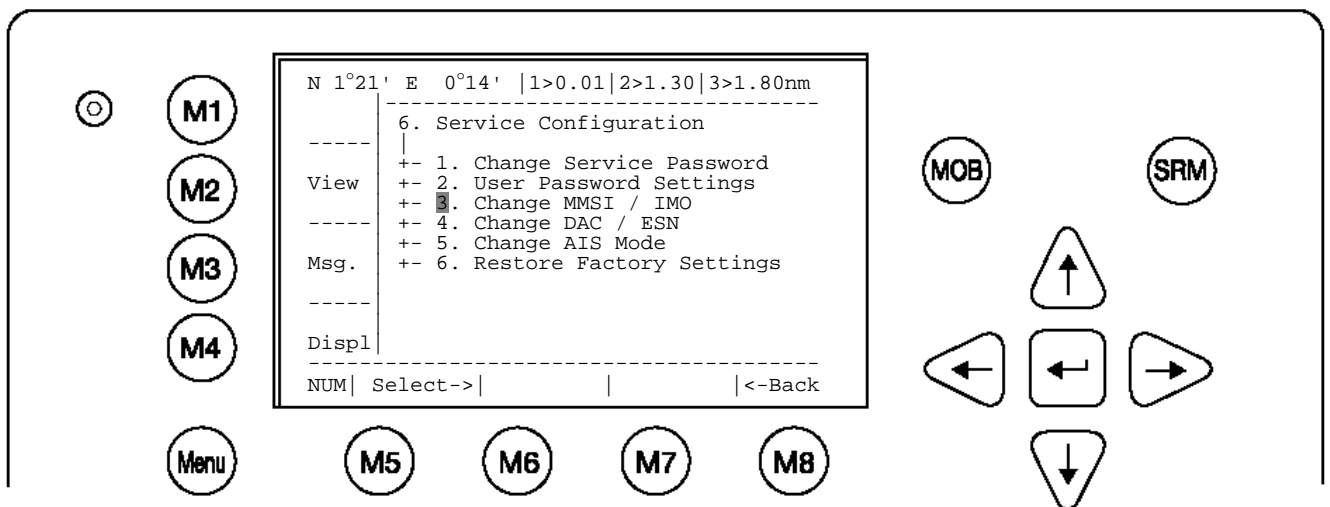 N 1°21' E 0°14' |1>0.01|2>1.30|3>1.80nm
M1
6. Service Configuration
+- 1. Change Service Password
MOB
SRM
M2
View
+- 2. User Password Settings
+- 3. Change MMSI / IMO
+- 4. Change DAC / ESN
+- 5. Change AIS Mode
M3
Msg.
+- 6. Restore Factory Settings
M4
Displ
NUM| Select->| | |<-Back
Menu
M5
M6
M7
M8